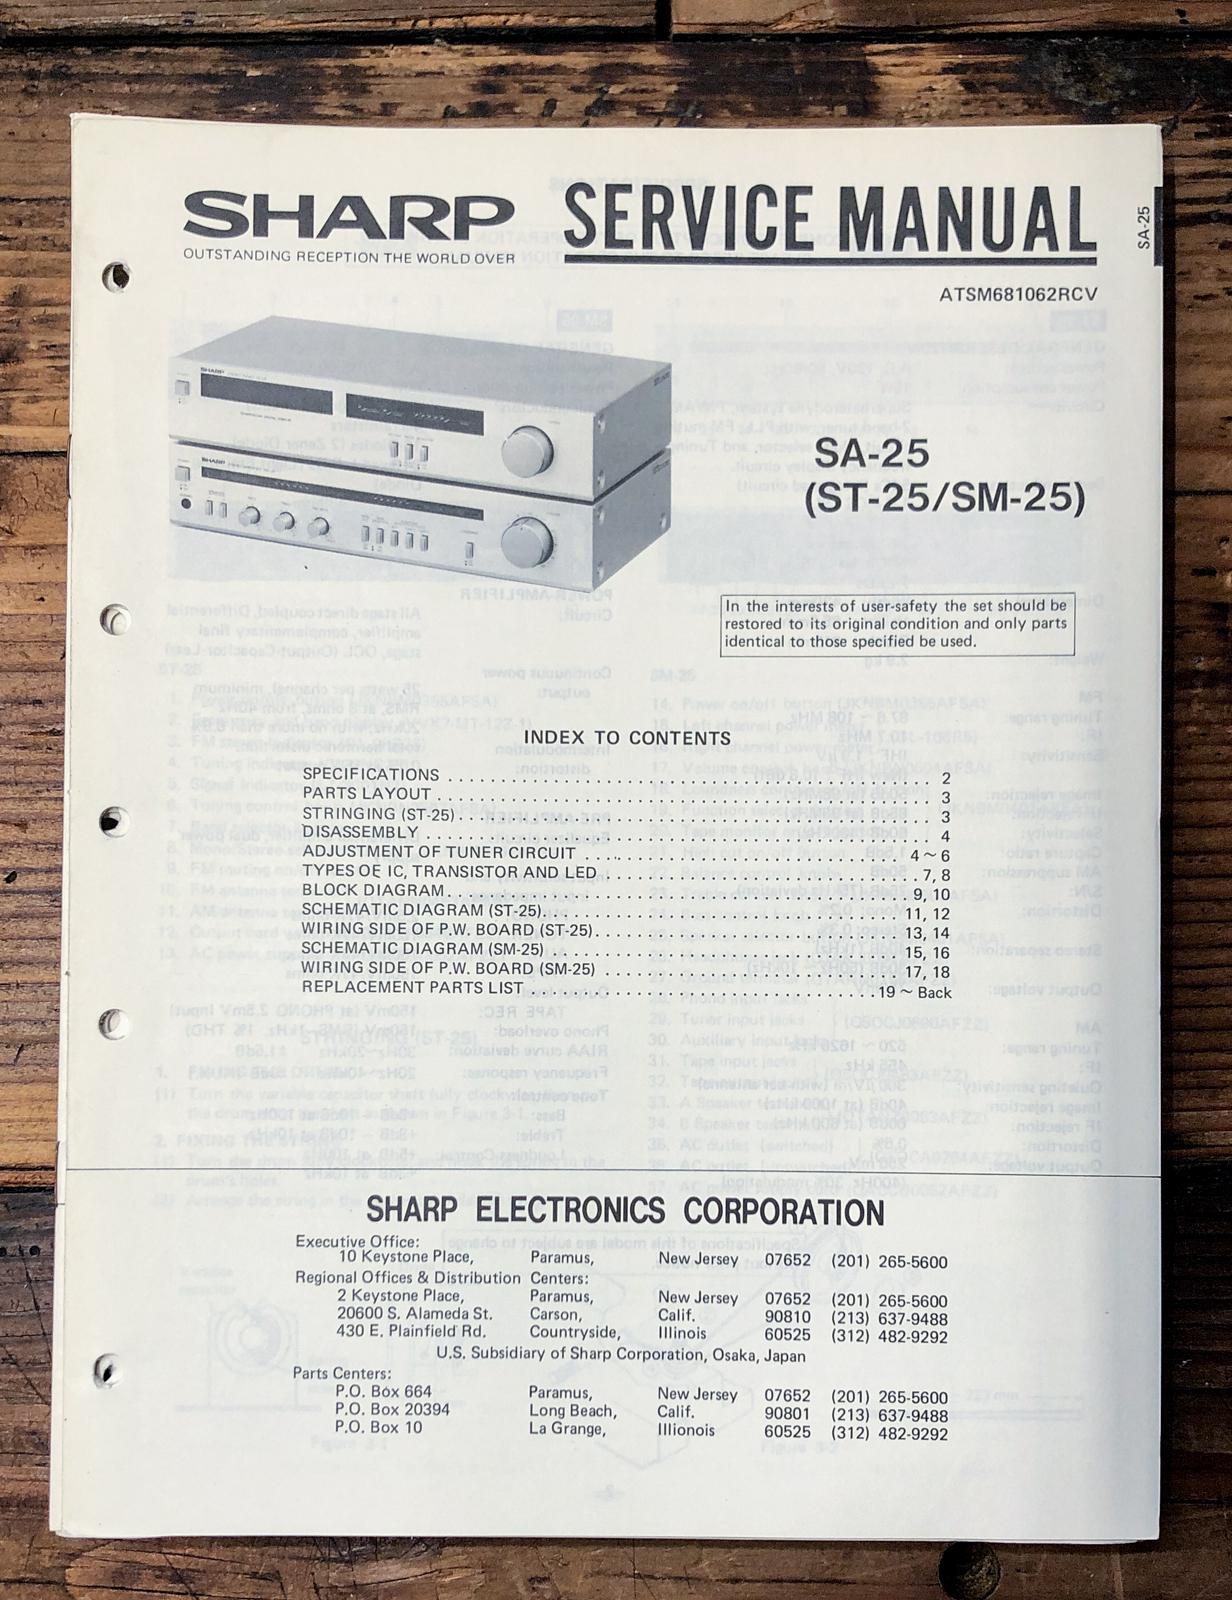 SHARP SERVICE MANUAL
OUTSTANDING RECEPTION THE WORLD OVER
SA-25
ATSM681062RCV
SHARP
SHARP
SA-25
(ST-25/SM-25)
In the interests of user-safety the set should be
restored to its original condition and only parts
identical to those specified be used.
INDEX TO CONTENTS
SPECIFICATIONS . . . . . . . . . . 2
PARTS LAYOUT . . . . . . . . . . 3
STRINGING (ST-25) . . . . . . . . . . 3
DISASSEMBLY . . . . . . . . . . 4
ADJUSTMENT OF TUNER CIRCUIT . . . . . . . . . . 4 ~ 6
TYPES OE IC, TRANSISTOR AND LED . . . . . . . . . . 7, 8
BLOCK DIAGRAM . . . . . . . . . . 9, 10
SCHEMATIC DIAGRAM (ST-25) . . . . . . . . . . 11, 12
WIRING SIDE OF P.W. BOARD (ST-25) . . . . . . . . . . 13, 14
SCHEMATIC DIAGRAM (SM-25) . . . . . . . . . . 15, 16
WIRING SIDE OF P.W. BOARD (SM-25) . . . . . . . . . . 17, 18
REPLACEMENT PARTS LIST . . . . . . . . . . 19 ~ Back
SHARP ELECTRONICS CORPORATION
Executive Office:
10 Keystone Place, Paramus, New Jersey 07652 (201) 265-5600
Regional Offices & Distribution Centers:
2 Keystone Place, Paramus, New Jersey 07652 (201) 265-5600
20600 S. Alameda St. Carson, Calif. 90810 (213) 637-9488
430 E. Plainfield Rd. Countryside, Illinois 60525 (312) 482-9292
U.S. Subsidiary of Sharp Corporation, Osaka, Japan
Parts Centers:
P.O. Box 664 Paramus, New Jersey 07652 (201) 265-5600
P.O. Box 20394 Long Beach, Calif. 90801 (213) 637-9488
P.O. Box 10 La Grange, Illionois 60525 (312) 482-9292